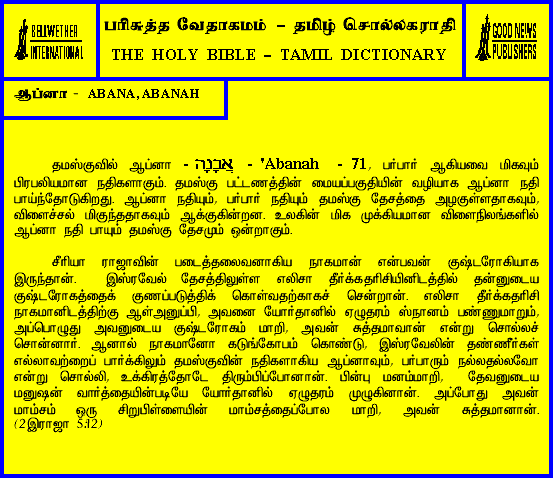 BELLWETHER
INTERNATIONAL
பரிசுத்த வேதாகமம் – தமிழ் சொல்லகராதி
THE HOLY BIBLE – TAMIL DICTIONARY
GOOD NEWS
PUBLISHERS
ஆப்னா - ABANA,ABANAH
தமஸ்குவில் ஆப்னா - אֲבָנָה - 'Abanah - 71, பர்பார் ஆகியவை மிகவும்
பிரபலியமான நதிகளாகும். தமஸ்கு பட்டணத்தின் மையப்பகுதியின் வழியாக ஆப்னா நதி
பாய்ந்தோடுகிறது. ஆப்னா நதியும், பர்பார் நதியும் தமஸ்கு தேசத்தை அழகுள்ளதாகவும்,
விளைச்சல் மிகுந்ததாகவும் ஆக்குகின்றன. உலகின் மிக முக்கியமான விளைநிலங்களில்
ஆப்னா நதி பாயும் தமஸ்கு தேசமும் ஒன்றாகும்.
சீரியா ராஜாவின் படைத்தலைவனாகிய நாகமான் என்பவன் குஷ்டரோகியாக
இருந்தான். இஸ்ரவேல் தேசத்திலுள்ள எலிசா தீர்க்கதரிசியினிடத்தில் தன்னுடைய
குஷ்டரோகத்தைக் குணப்படுத்திக் கொள்வதற்காகச் சென்றான். எலிசா தீர்க்கதரிசி
நாகமானிடத்திற்கு ஆள்அனுப்பி, அவனை யோர்தானில் ஏழுதரம் ஸ்நானம் பண்ணுமாறும்,
அப்பொழுது அவனுடைய குஷ்டரோகம் மாறி, அவன் சுத்தமாவான் என்று சொல்லச்
சொன்னார். ஆனால் நாகமானோ கடுங்கோபம் கொண்டு, இஸ்ரவேலின் தண்ணீர்கள்
எல்லாவற்றைப் பார்க்கிலும் தமஸ்குவின் நதிகளாகிய ஆப்னாவும், பர்பாரும் நல்லதல்லவோ
என்று சொல்லி, உக்கிரத்தோடே திரும்பிப்போனான். பின்பு மனம்மாறி, தேவனுடைய
மனுஷன் வார்த்தையின்படியே யோர்தானில் ஏழுதரம் முழுகினான். அப்போது அவன்
மாம்சம் ஒரு சிறுபிள்ளையின் மாம்சத்தைப்போல மாறி, அவன் சுத்தமானான்.
(2இராஜா 5:12)